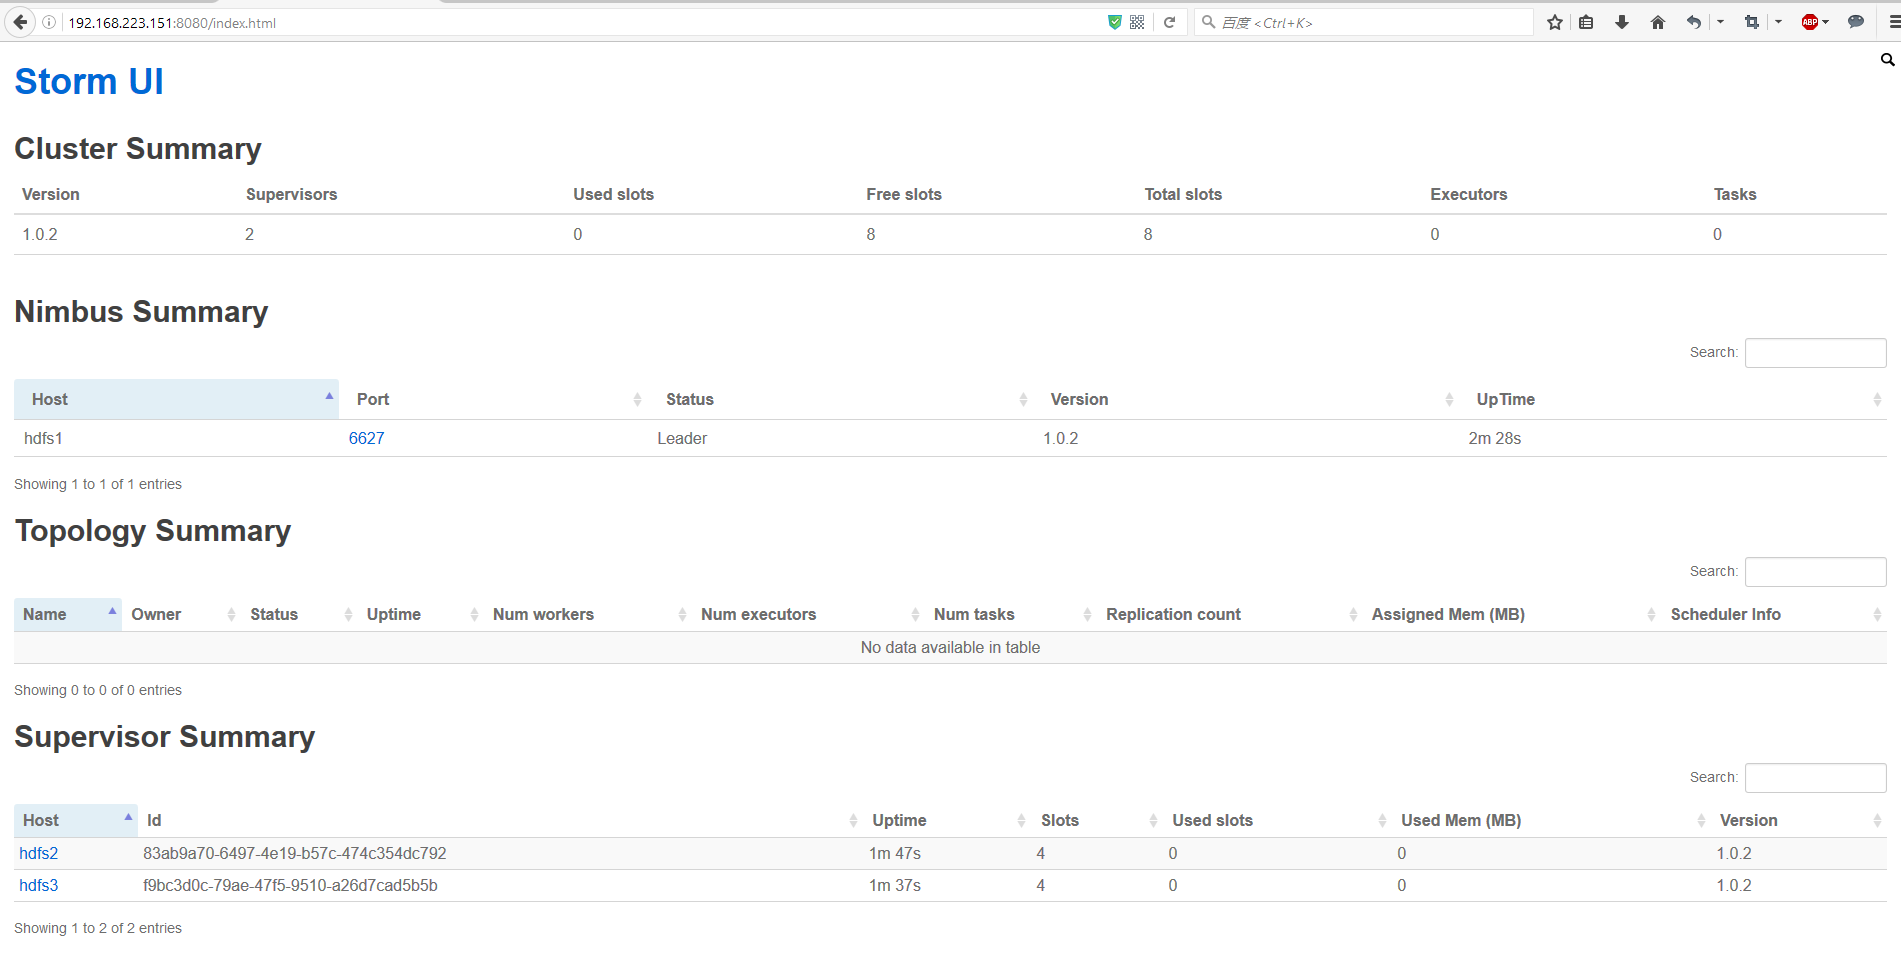 192.168.223.151:8080/index.html
百度 <Ctrl+K>
ABP
Storm UI
Cluster Summary
Version Supervisors Used slots Free slots Total slots Executors Tasks
1.0.2 2 0 8 8 0 0
Nimbus Summary
Search:
Host Port Status Version UpTime
hdfs1 6627 Leader 1.0.2 2m 28s
Showing 1 to 1 of 1 entries
Topology Summary
Search:
Name Owner Status Uptime Num workers Num executors Num tasks Replication count Assigned Mem (MB) Scheduler Info
No data available in table
Showing 0 to 0 of 0 entries
Supervisor Summary
Search:
Host Id Uptime Slots Used slots Used Mem (MB) Version
hdfs2 83ab9a70-6497-4e19-b57c-474c354dc792 1m 47s 4 0 0 1.0.2
hdfs3 f9bc3d0c-79ae-47f5-9510-a26d7cad5b5b 1m 37s 4 0 0 1.0.2
Showing 1 to 2 of 2 entries